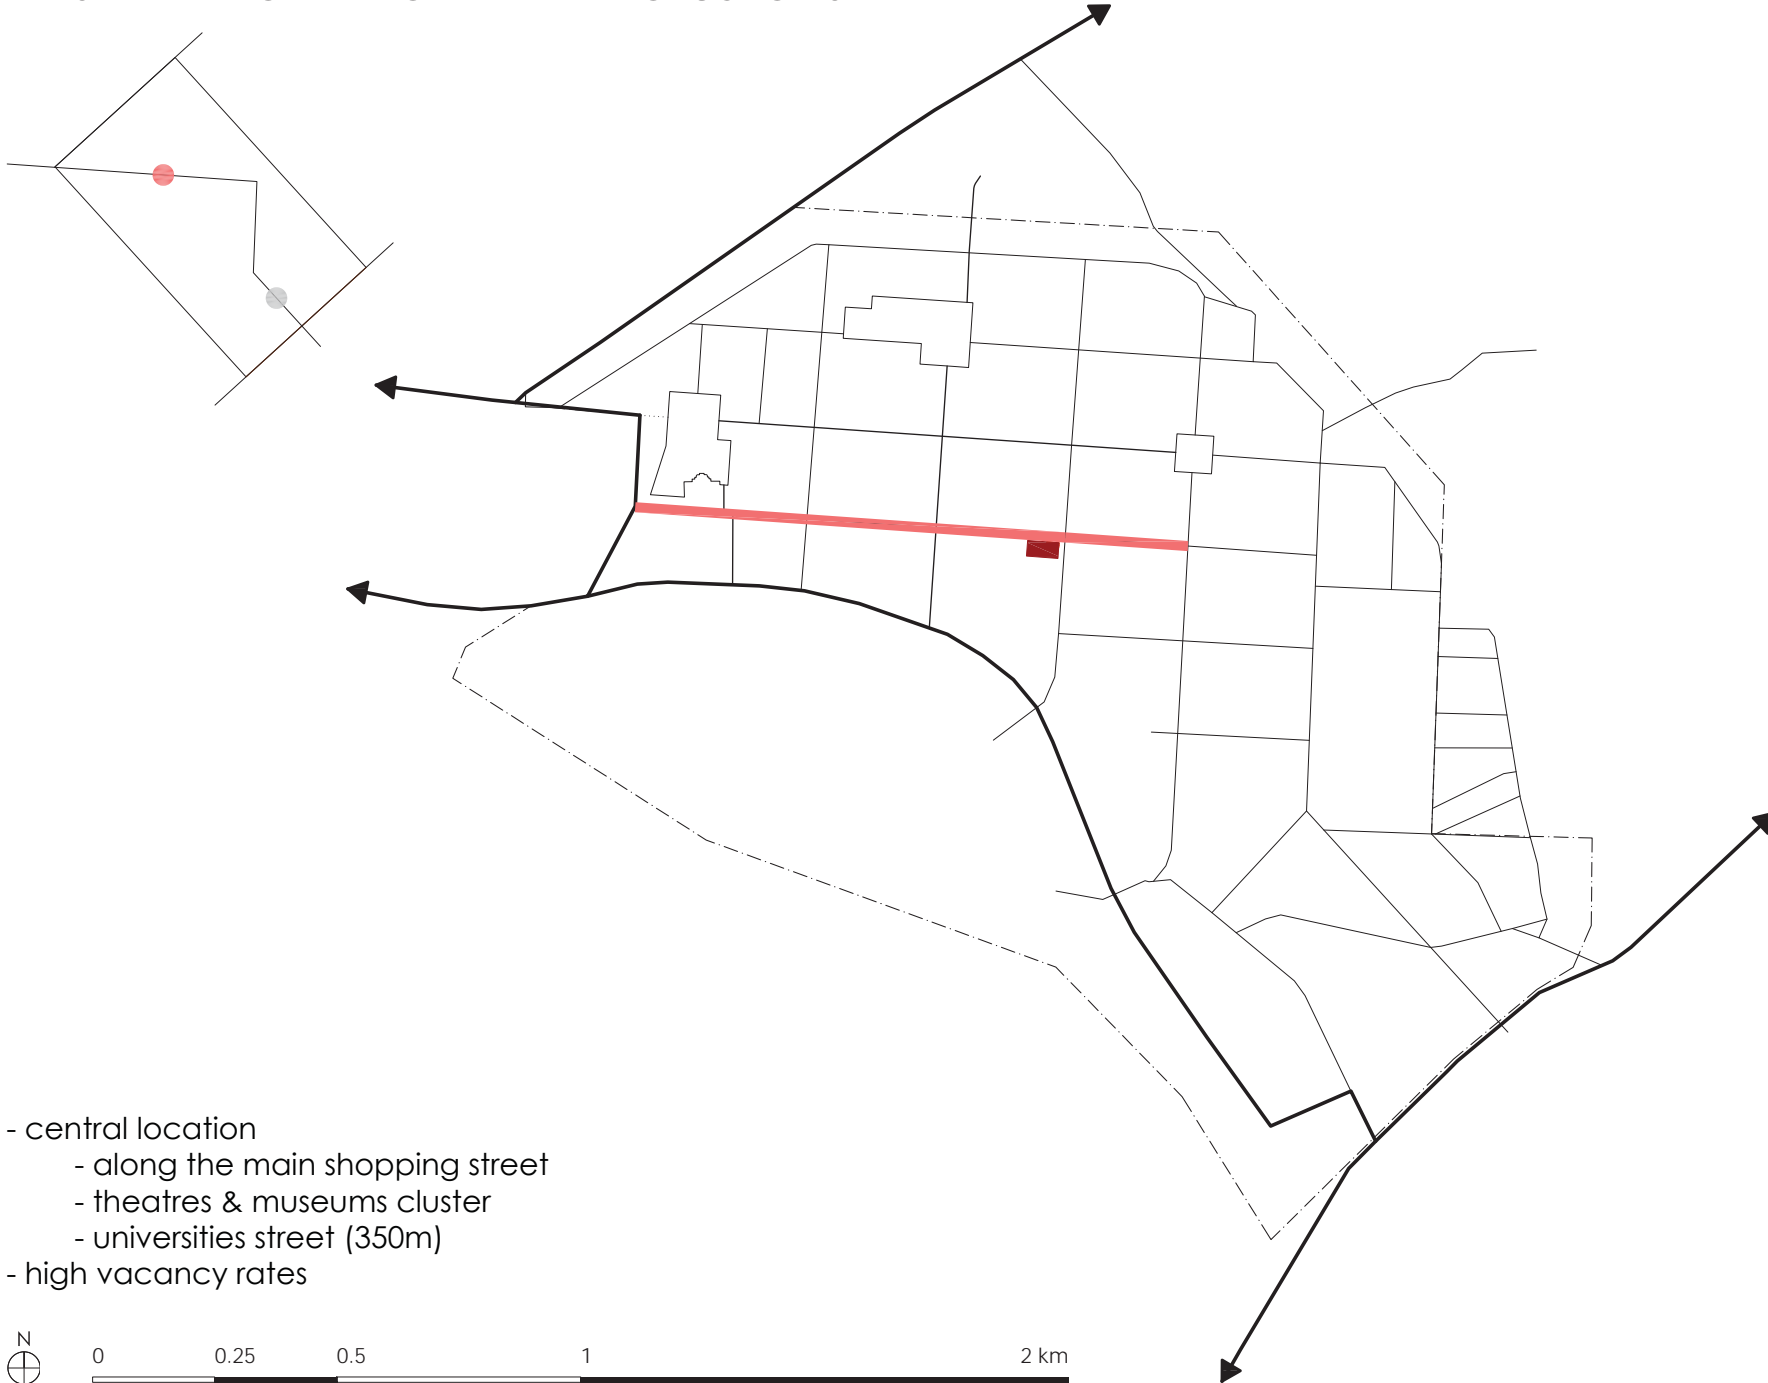 - central location
- along the main shopping street
- theatres & museums cluster
- universities street (350m)
- high vacancy rates
N
0 0.25 0.5 1 2 km